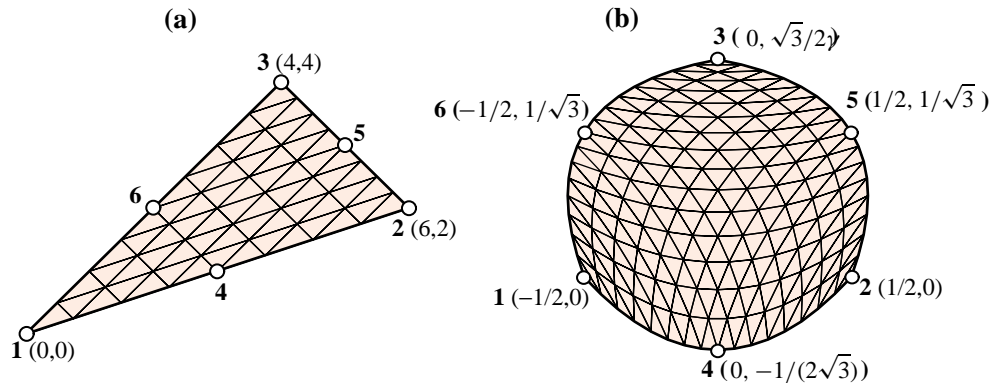 (a)
3 (4,4)
5
6
2 (6,2)
4
1 (0,0)
(b)
3 ( 0, √3/2)
6 (−1/2, 1/√3)
5 (1/2, 1/√3 )
1 (−1/2,0)
2 (1/2,0)
4 (0, −1/(2√3))